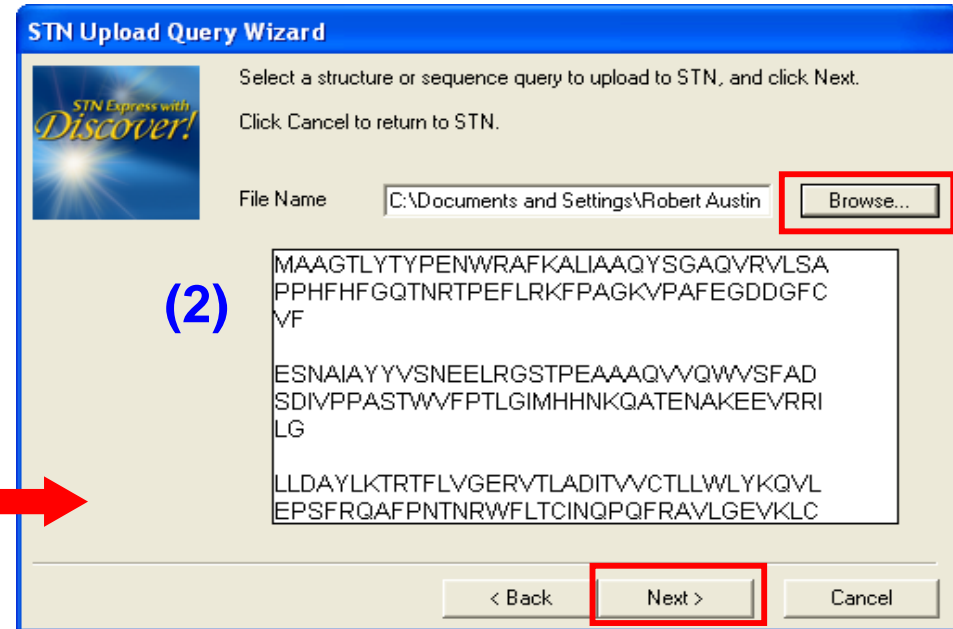 STN Upload Query Wizard
STN Express with
Discover!
Select a structure or sequence query to upload to STN, and click Next.
Click Cancel to return to STN.
File Name
C:\Documents and Settings\Robert Austin
Browse...
(2)
MAAGTLYTYPENWRAFKALIAAQYSGAQVRVLSA
PPHFHFGQTNRTPEFLRKFPAGKVPAFEGDDGFC
VF
ESNAIAYYVSNEELRGSTPEAAAQVVQWVSFAD
SDIVPPASTWVFPTLGIMHHNKQATENAKEEVRRI
LG
LLDAYLKTRTFLVGERVTLADITVVCTLLWLYKQVL
EPSFRQAFPNTNRWFLTCINQPQFRAVLGEVKLC
< Back
Next >
Cancel